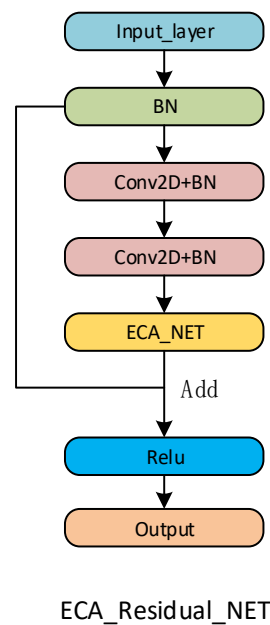 Input_layer
BN
Conv2D+BN
Conv2D+BN
ECA_NET
Add
Relu
Output
ECA_Residual_NET